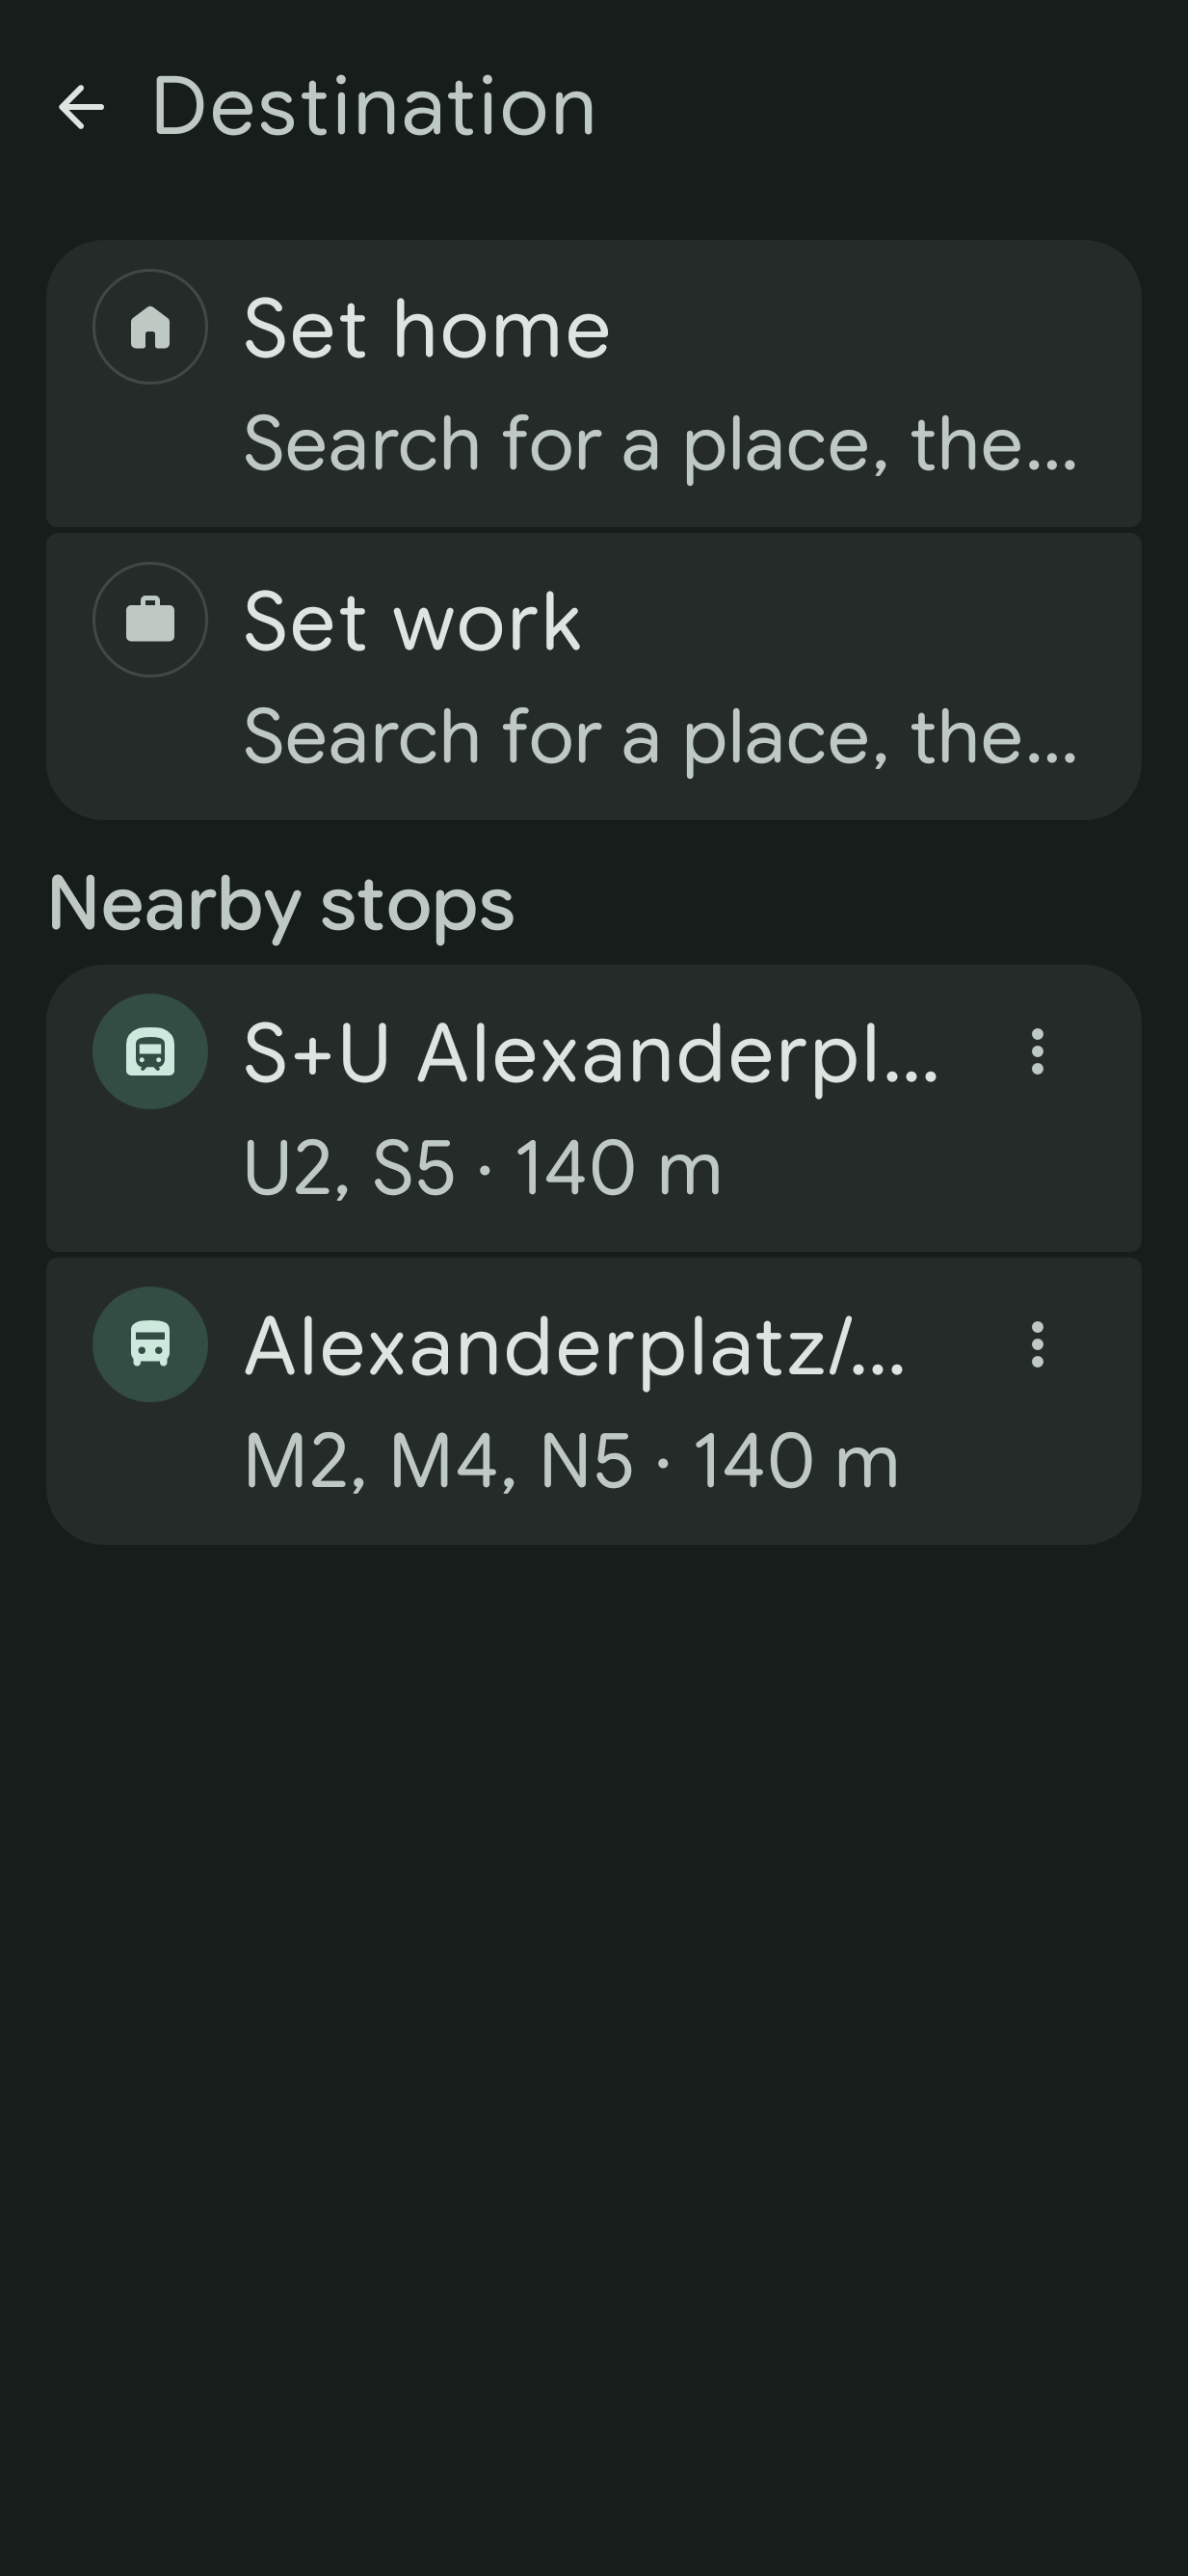 Destination
Set home
Search for a place, the...
Set work
Search for a place, the...
Nearby stops
S+U Alexanderpl...
U2, S5 · 140 m
Alexanderplatz/...
M2, M4, N5 · 140 m